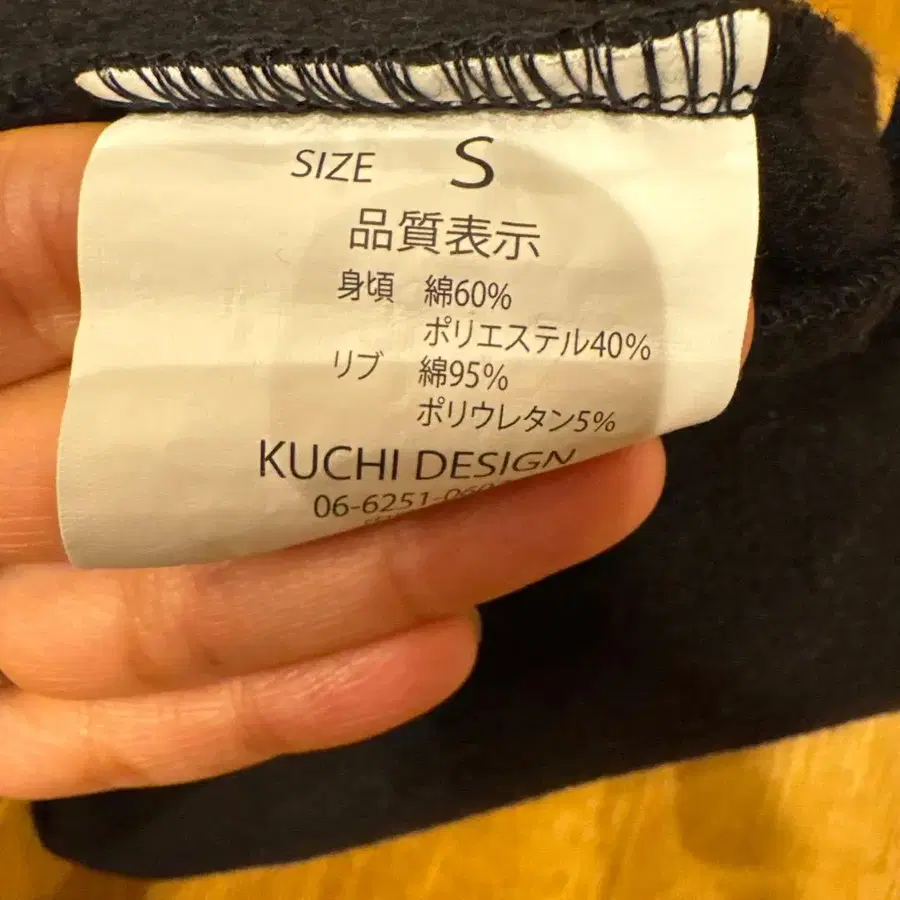 SIZE S
品質表示
身頃 綿60%
ポリエステル40%
リブ 綿95%
ポリウレタン5%
KUCHI DESIGN